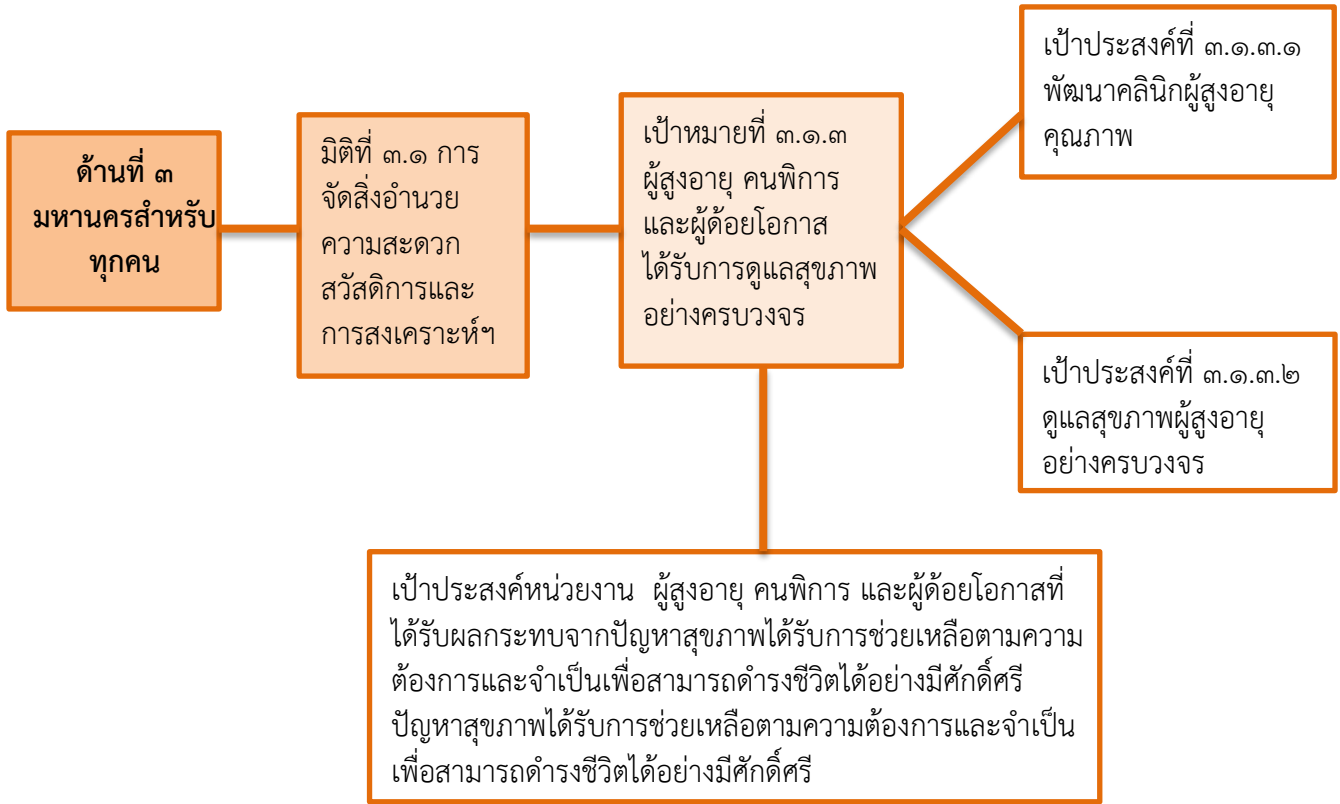 ด้านที่ ๓
มหานครสำหรับ
ทุกคน
มิติที่ ๓.๑ การ
จัดสิ่งอำนวย
ความสะดวก
สวัสดิการและ
การสงเคราะห์ฯ
เป้าหมายที่ ๓.๑.๓
ผู้สูงอายุ คนพิการ
และผู้ด้อยโอกาส
ได้รับการดูแลสุขภาพ
อย่างครบวงจร
เป้าประสงค์ที่ ๓.๑.๓.๑
พัฒนาคลินิกผู้สูงอายุ
คุณภาพ
เป้าประสงค์ที่ ๓.๑.๓.๒
ดูแลสุขภาพผู้สูงอายุ
อย่างครบวงจร
เป้าประสงค์หน่วยงาน ผู้สูงอายุ คนพิการ และผู้ด้อยโอกาสที่
ได้รับผลกระทบจากปัญหาสุขภาพได้รับการช่วยเหลือตามความ
ต้องการและจำเป็นเพื่อสามารถดำรงชีวิตได้อย่างมีศักดิ์ศรี
ปัญหาสุขภาพได้รับการช่วยเหลือตามความต้องการและจำเป็น
เพื่อสามารถดำรงชีวิตได้อย่างมีศักดิ์ศรี